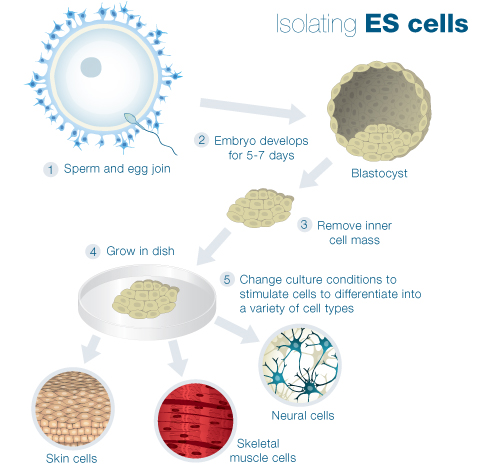 Isolating ES cells
1 Sperm and egg join
2 Embryo develops
for 5-7 days
Blastocyst
3 Remove inner
cell mass
4 Grow in dish
5 Change culture conditions to
stimulate cells to differentiate into
a variety of cell types
Neural cells
Skin cells
Skeletal
muscle cells